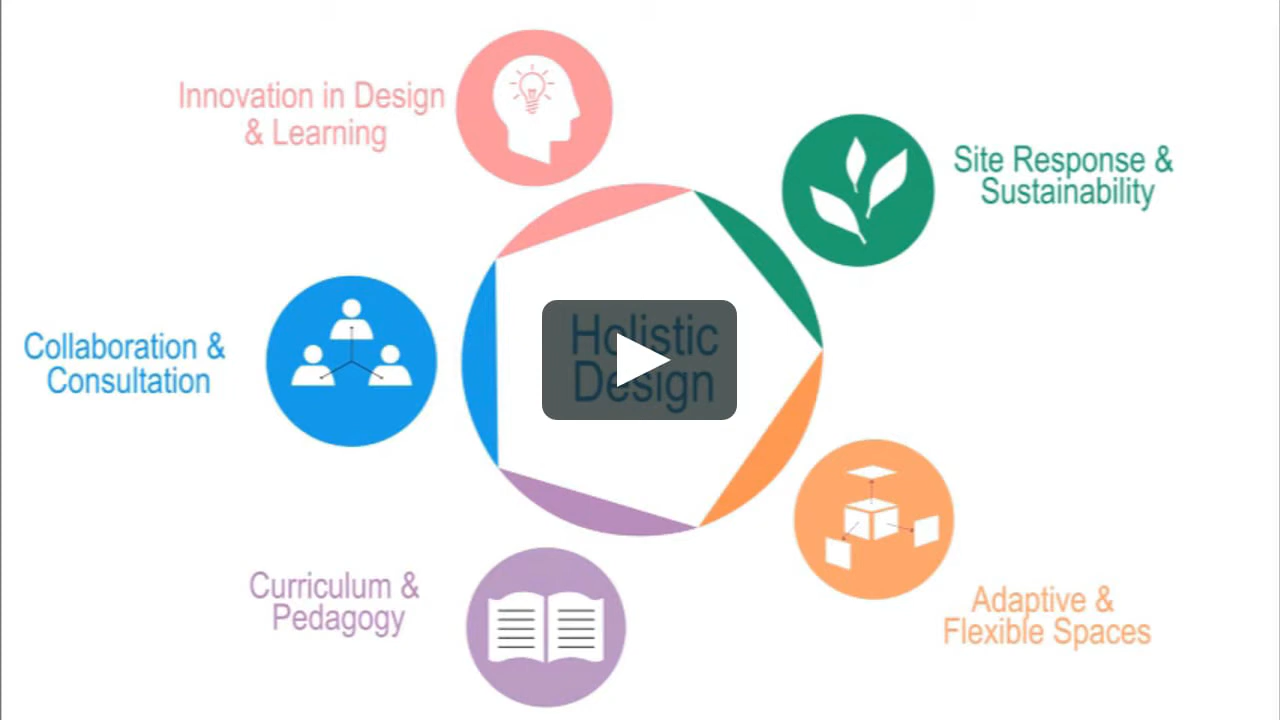 Innovation in Design
& Learning
Site Response &
Sustainability
Holistic
Design
Collaboration &
Consultation
Curriculum &
Pedagogy
Adaptive &
Flexible Spaces